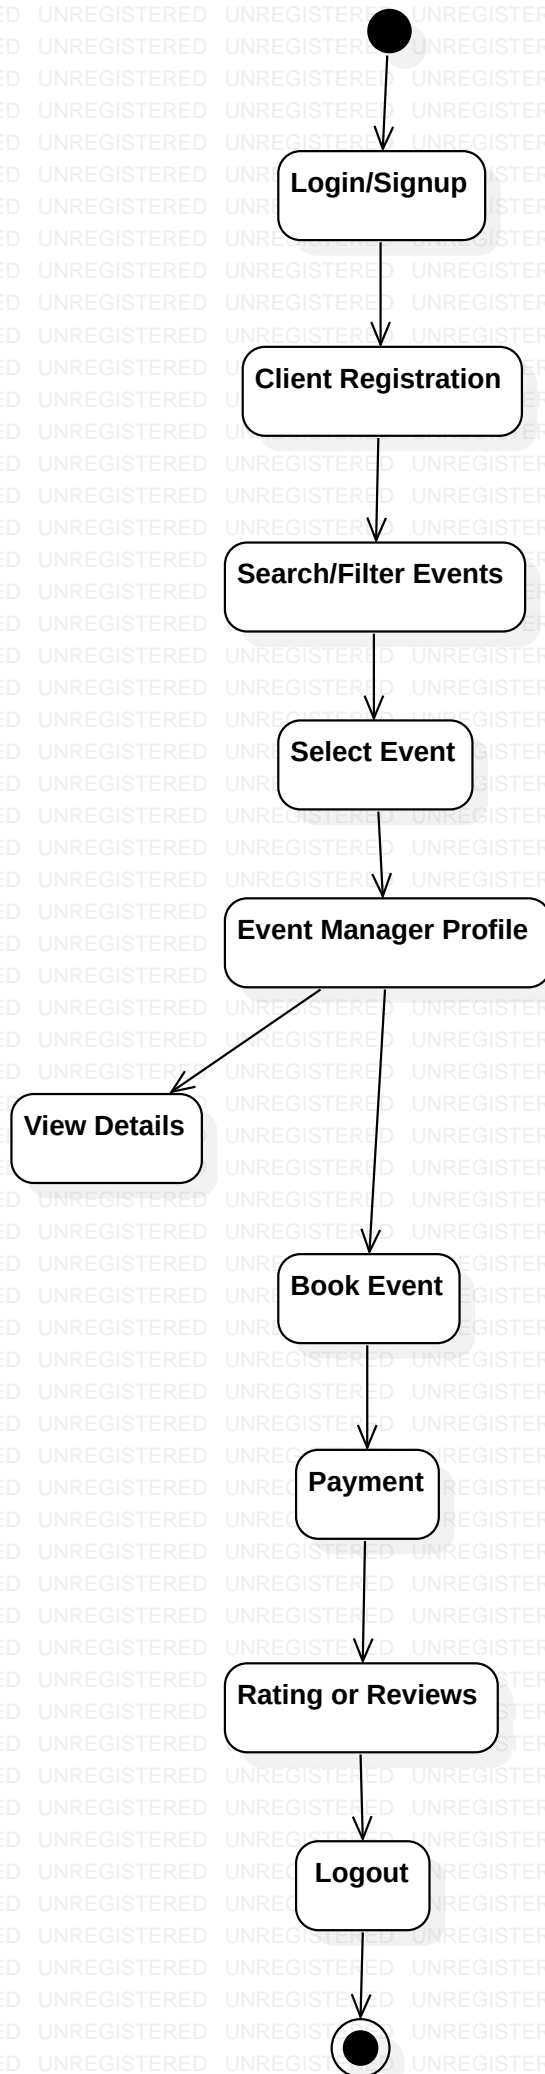 Login/Signup
Client Registration
Search/Filter Events
Select Event
Event Manager Profile
View Details
Book Event
Payment
Rating or Reviews
Logout
UNREGISTERED